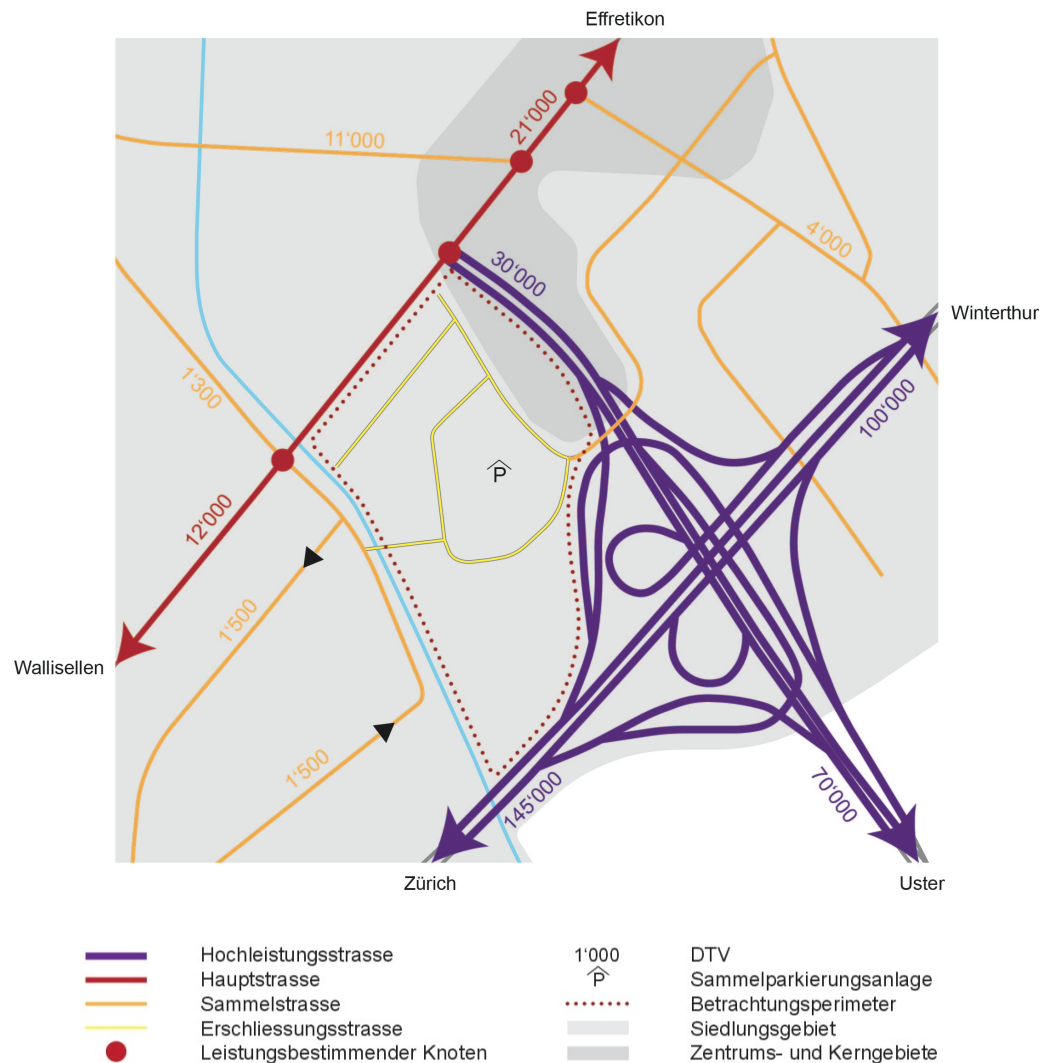 Effretikon
21'000
11'000
4'000
30'000
Winterthur
1'300
100'000
P
12'000
1'500
Wallisellen
1'500
145'000
70'000
Zürich
Uster
Hochleistungsstrasse
Hauptstrasse
Sammelstrasse
Erschliessungsstrasse
Leistungsbestimmender Knoten
1'000 DTV
P Sammelparkierungsanlage
Betrachtungsperimeter
Siedlungsgebiet
Zentrums- und Kerngebiete